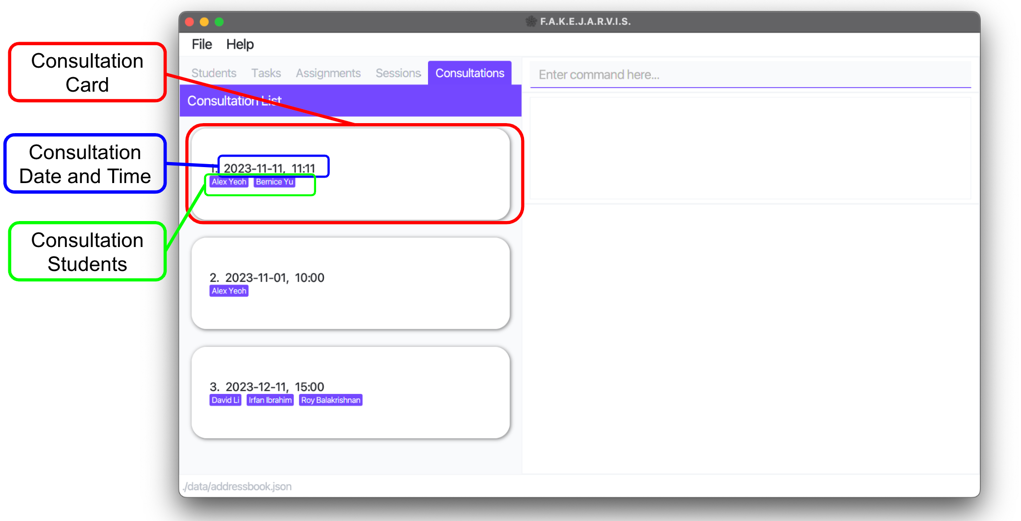 F.A.K.E.J.A.R.V.I.S.
File Help
Students Tasks Assignments Sessions Consultations
Enter command here...
Consultation List
Consultation
Card
Consultation
Date and Time
Consultation
Students
1. 2023-11-11, 11:11
Alex Yeoh Bernice Yu
2. 2023-11-01, 10:00
Alex Yeoh
3. 2023-12-11, 15:00
David Li Irfan Ibrahim Roy Balakrishnan
./data/addressbook.json